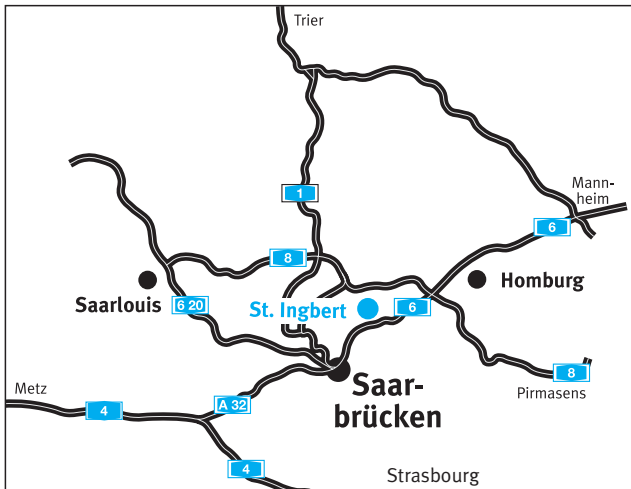 Trier
1
Mann-
heim
6
8
Homburg
Saarlouis
6 20
St. Ingbert
6
Saar-
brücken
8
Pirmasens
Metz
A 32
4
4
Strasbourg